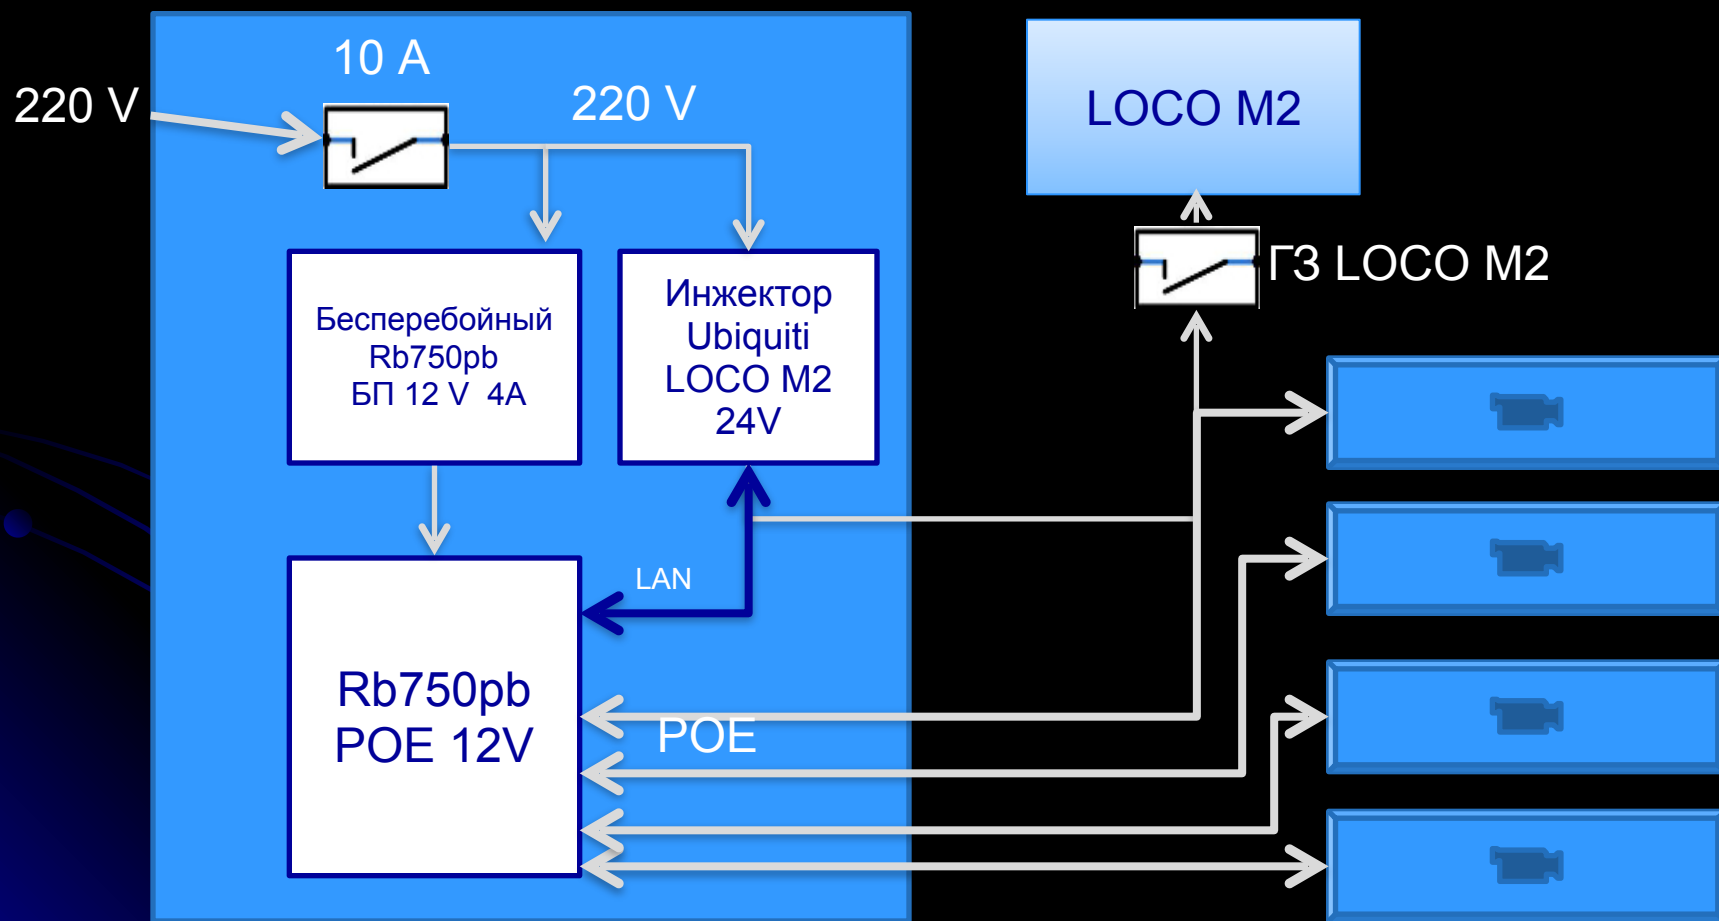 10 A
220 V
220 V
LOCO M2
ГЗ LOCO M2
Бесперебойный
Rb750pb
БП 12 V 4A
Инжектор
Ubiquiti
LOCO M2
24V
LAN
Rb750pb
POE 12V
POE